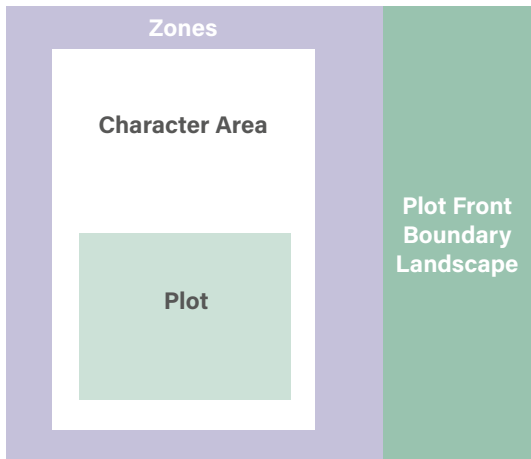 Zones
Character Area
Plot
Plot Front
Boundary
Landscape